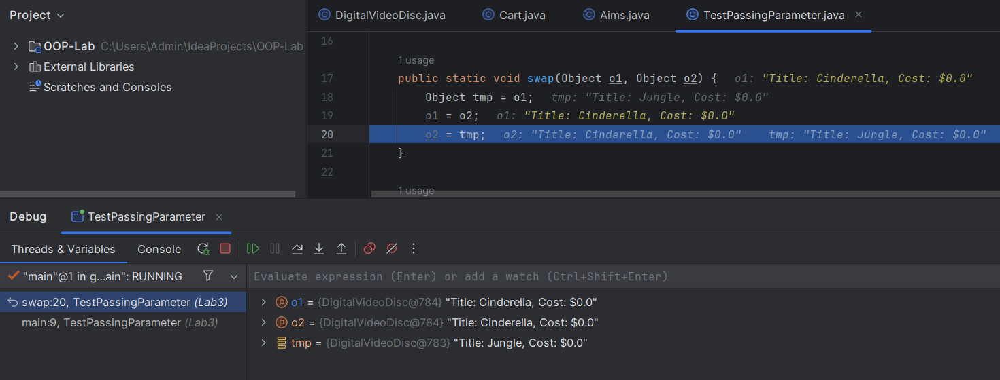 Project
DigitalVideoDisc.java Cart.java Aims.java TestPassingParameter.java
OOP-Lab C:\Users\Admin\IdeaProjects\OOP-Lab
External Libraries
Scratches and Consoles
16
1 usage
17 public static void swap(Object o1, Object o2) { o1: "Title: Cinderella, Cost: $0.0"
18 Object tmp = o1; tmp: "Title: Jungle, Cost: $0.0"
19 o1 = o2; o1: "Title: Cinderella, Cost: $0.0"
20 o2 = tmp; o2: "Title: Cinderella, Cost: $0.0" tmp: "Title: Jungle, Cost: $0.0"
21 }
22
1 usage
Debug TestPassingParameter
Threads & Variables Console
"main"@1 in g...ain": RUNNING
Evaluate expression (Enter) or add a watch (Ctrl+Shift+Enter)
swap:20, TestPassingParameter (Lab3)
main:9, TestPassingParameter (Lab3)
o1 = {DigitalVideoDisc@784} "Title: Cinderella, Cost: $0.0"
o2 = {DigitalVideoDisc@784} "Title: Cinderella, Cost: $0.0"
tmp = {DigitalVideoDisc@783} "Title: Jungle, Cost: $0.0"